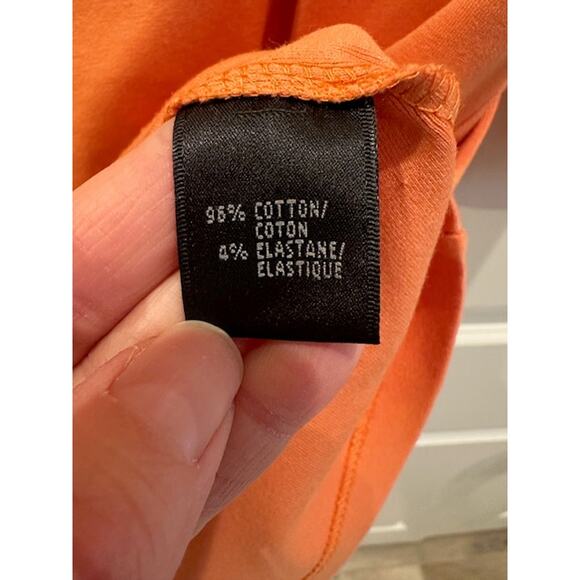 96% COTTON/
COTON
4% ELASTANE/
ELASTIQUE